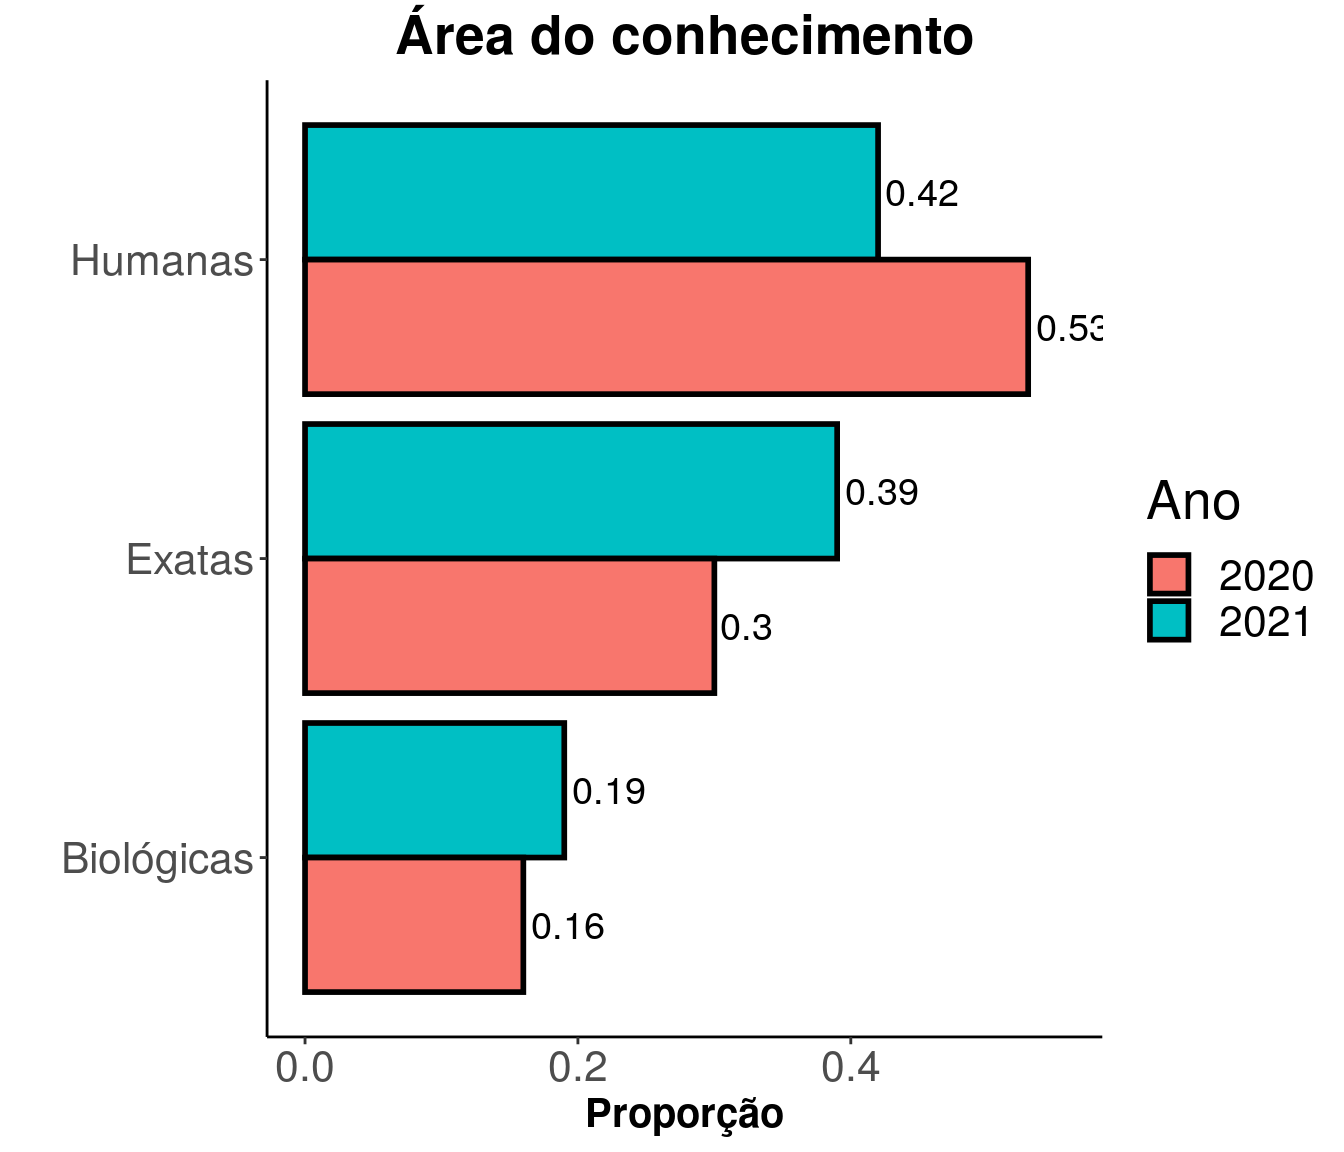 Área do conhecimento
Humanas
0.42
0.53
Exatas
0.39
0.3
Biológicas
0.19
0.16
0.0 0.2 0.4
Proporção
Ano
2020
2021